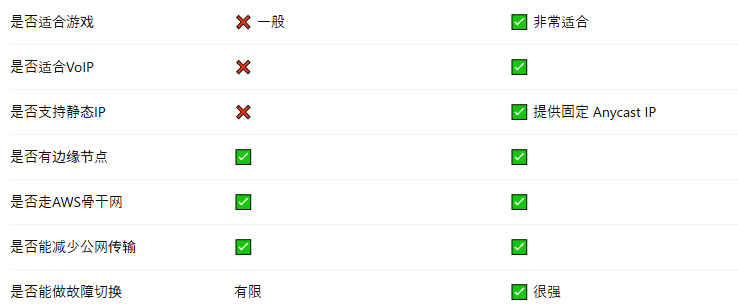 是否适合游戏 ❌ 一般 ✅ 非常适合
是否适合VoIP ❌ ✅
是否支持静态IP ❌ ✅ 提供固定 Anycast IP
是否有边缘节点 ✅ ✅
是否走AWS骨干网 ✅ ✅
是否能减少公网传输 ✅ ✅
是否能做故障切换 有限 ✅ 很强